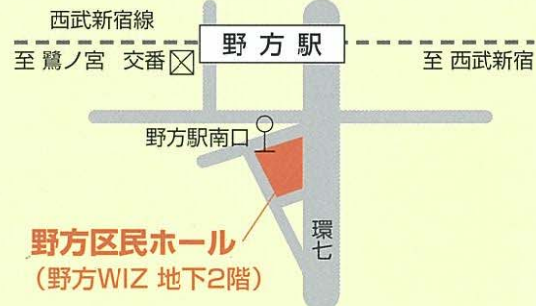 西武新宿線
野方駅
至 鷺ノ宮 交番
至 西武新宿
野方駅南口
環七
野方区民ホール
(野方WIZ 地下2階)